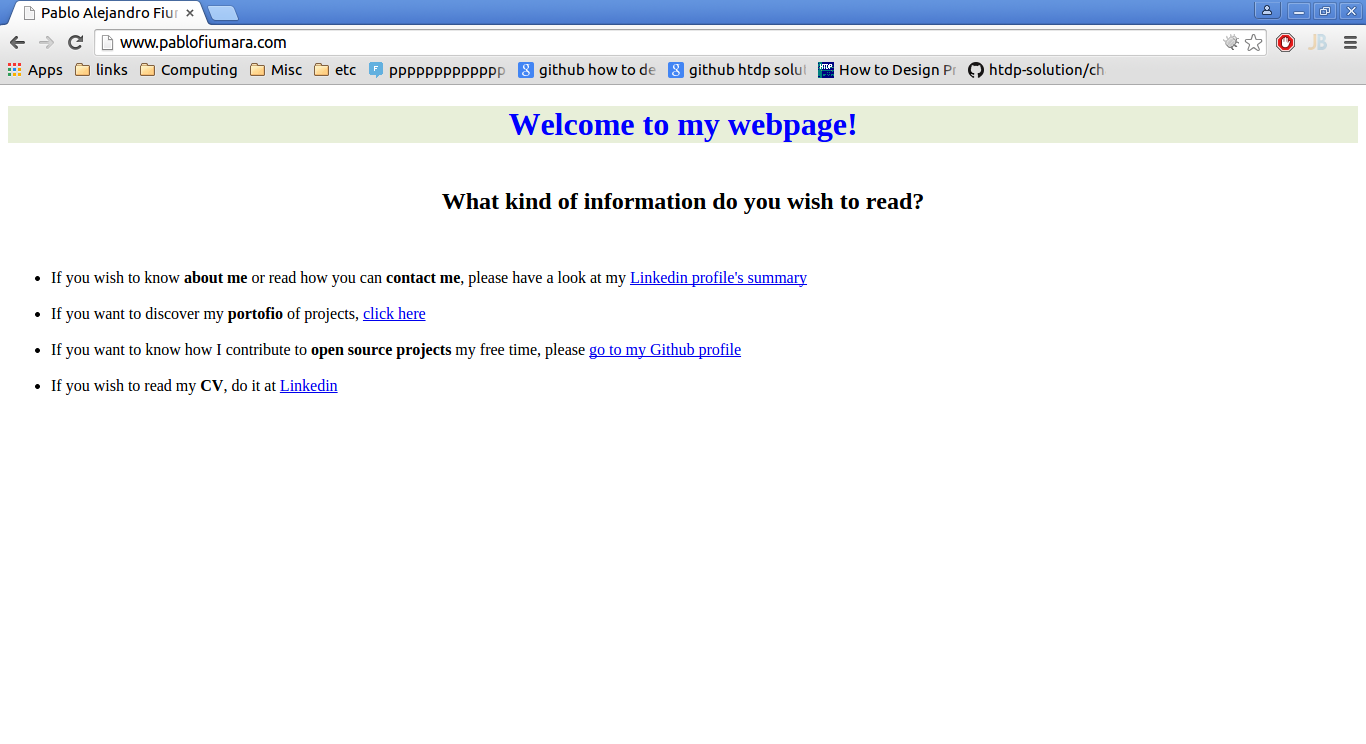 Pablo Alejandro Fiu
www.pablofiumara.com
Apps links Computing Misc etc ppppppppppppp github how to de github htdp solut How to Design Pr htdp-solution/ch
Welcome to my webpage!
What kind of information do you wish to read?
If you wish to know about me or read how you can contact me, please have a look at my Linkedin profile's summary
If you want to discover my portofio of projects, click here
If you want to know how I contribute to open source projects my free time, please go to my Github profile
If you wish to read my CV, do it at Linkedin